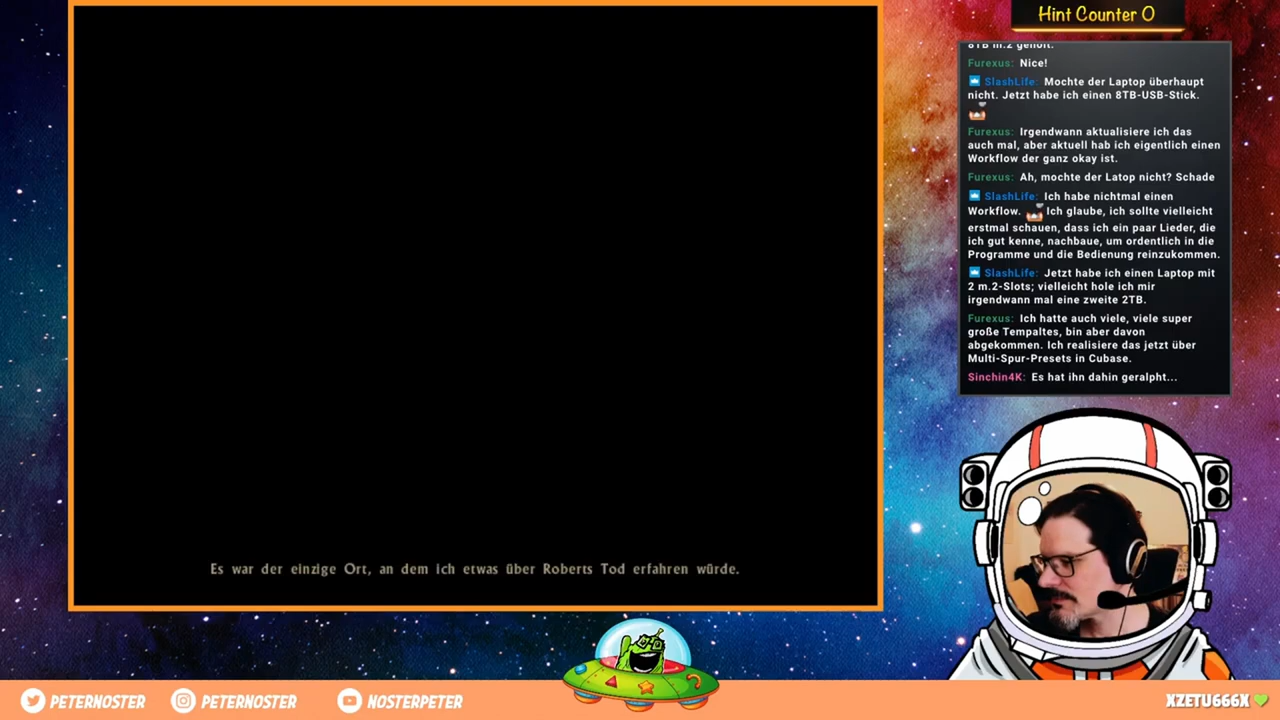 Hint Counter 0
8TB m.2 geholt.
Furexus: Nice!
SlashLife: Mochte der Laptop überhaupt
nicht. Jetzt habe ich einen 8TB-USB-Stick.
Furexus: Irgendwann aktualisiere ich das
auch mal, aber aktuell hab ich eigentlich einen
Workflow der ganz okay ist.
Furexus: Ah, mochte der Latop nicht? Schade
SlashLife: Ich habe nichtmal einen
Workflow. Ich glaube, ich sollte vielleicht
erstmal schauen, dass ich ein paar Lieder, die
ich gut kenne, nachbaue, um ordentlich in die
Programme und die Bedienung reinzukommen.
SlashLife: Jetzt habe ich einen Laptop mit
2 m.2-Slots; vielleicht hole ich mir
irgendwann mal eine zweite 2TB.
Furexus: Ich hatte auch viele, viele super
große Tempaltes, bin aber davon
abgekommen. Ich realisiere das jetzt über
Multi-Spur-Presets in Cubase.
Sinchin4K: Es hat ihn dahin geralpht...
Es war der einzige Ort, an dem ich etwas über Roberts Tod erfahren würde.
PETERNOSTER
PETERNOSTER
NOSTERPETER
XZETU666X